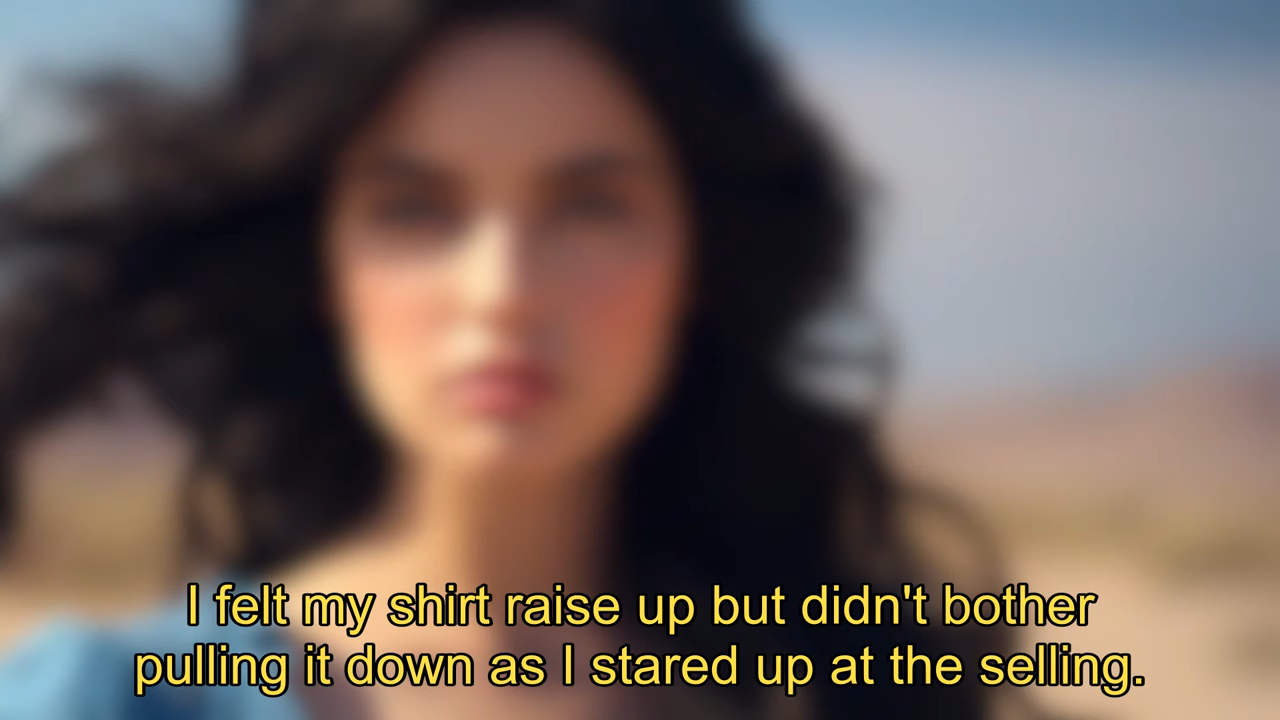 I felt my shirt raise up but didn't bother
pulling it down as I stared up at the selling.